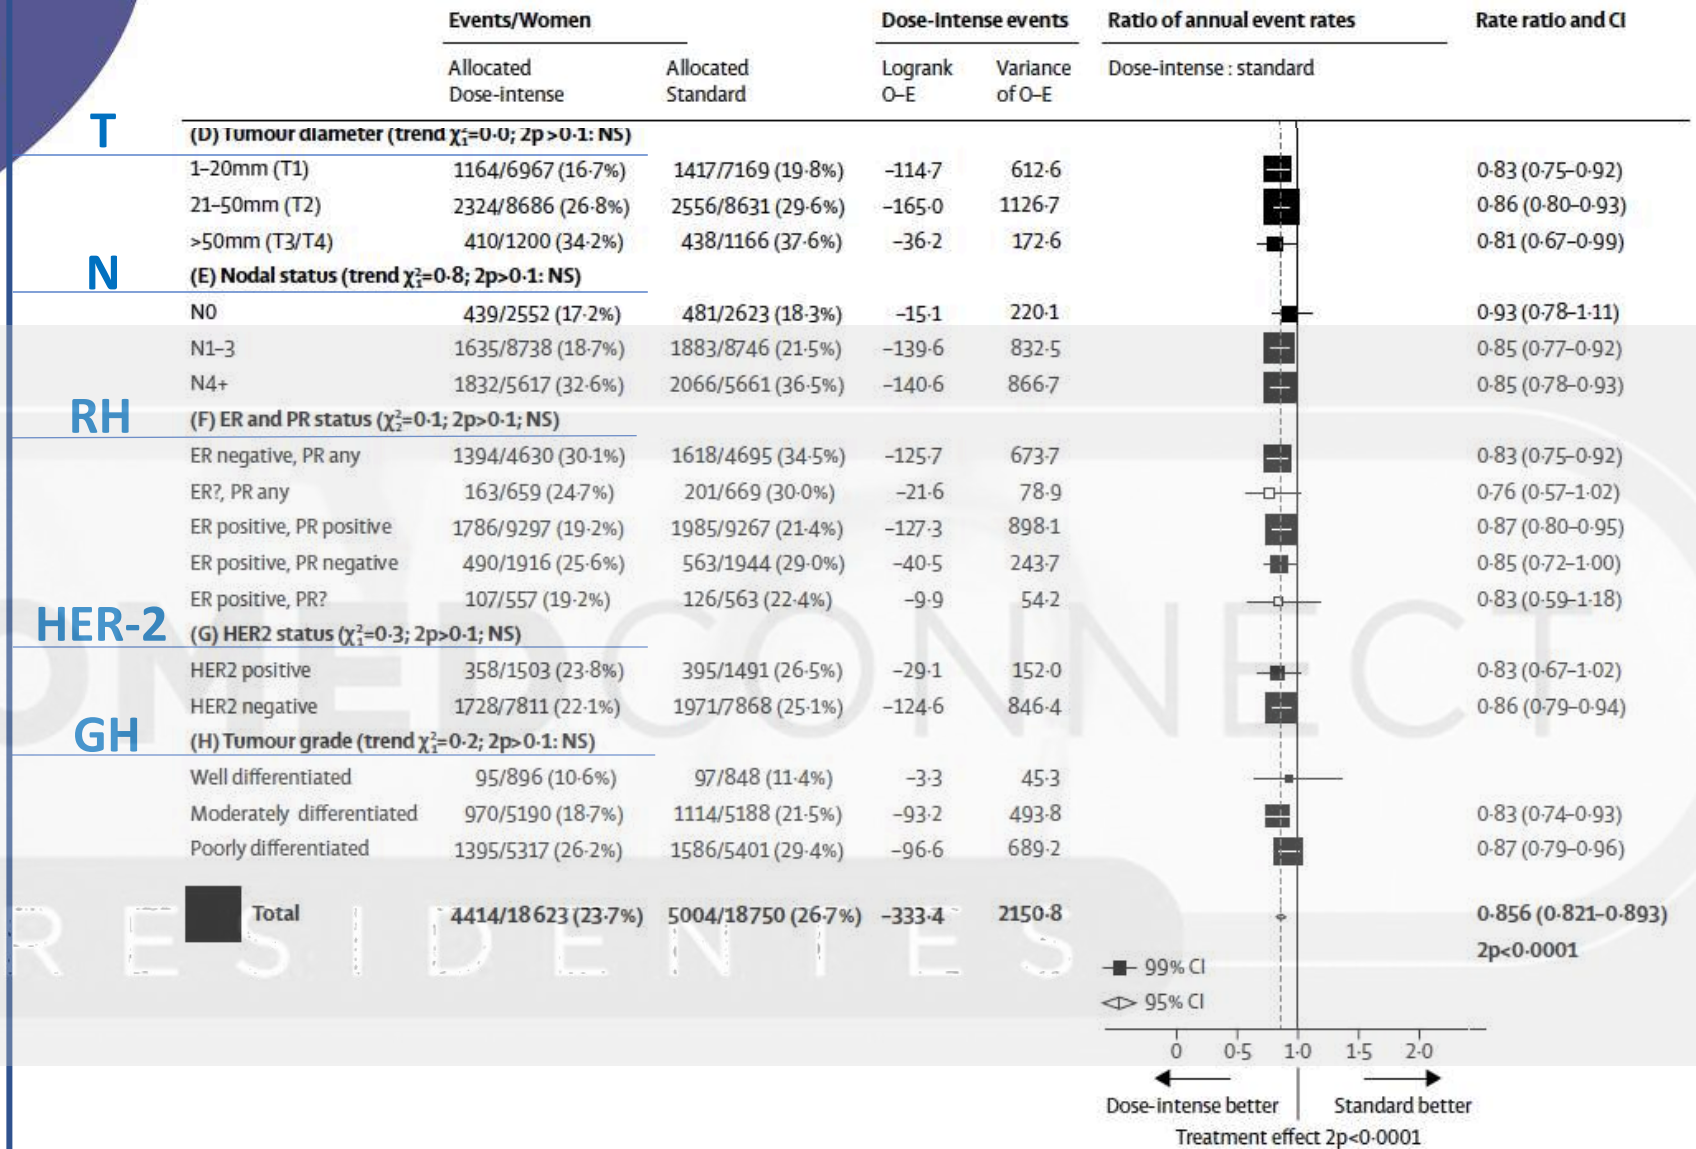 Events/Women Dose-Intense events Ratio of annual event rates Rate ratio and CI
Allocated Dose-intense Allocated Standard Logrank O–E Variance of O–E Dose-intense : standard
T
(D) Tumour diameter (trend χ²₁=0·0; 2p>0·1: NS)
1–20mm (T1) 1164/6967 (16·7%) 1417/7169 (19·8%) –114·7 612·6 0·83 (0·75–0·92)
21–50mm (T2) 2324/8686 (26·8%) 2556/8631 (29·6%) –165·0 1126·7 0·86 (0·80–0·93)
>50mm (T3/T4) 410/1200 (34·2%) 438/1166 (37·6%) –36·2 172·6 0·81 (0·67–0·99)
N
(E) Nodal status (trend χ²₁=0·8; 2p>0·1: NS)
N0 439/2552 (17·2%) 481/2623 (18·3%) –15·1 220·1 0·93 (0·78–1·11)
N1–3 1635/8738 (18·7%) 1883/8746 (21·5%) –139·6 832·5 0·85 (0·77–0·92)
N4+ 1832/5617 (32·6%) 2066/5661 (36·5%) –140·6 866·7 0·85 (0·78–0·93)
RH
(F) ER and PR status (χ²₂=0·1; 2p>0·1; NS)
ER negative, PR any 1394/4630 (30·1%) 1618/4695 (34·5%) –125·7 673·7 0·83 (0·75–0·92)
ER?, PR any 163/659 (24·7%) 201/669 (30·0%) –21·6 78·9 0·76 (0·57–1·02)
ER positive, PR positive 1786/9297 (19·2%) 1985/9267 (21·4%) –127·3 898·1 0·87 (0·80–0·95)
ER positive, PR negative 490/1916 (25·6%) 563/1944 (29·0%) –40·5 243·7 0·85 (0·72–1·00)
ER positive, PR? 107/557 (19·2%) 126/563 (22·4%) –9·9 54·2 0·83 (0·59–1·18)
HER-2
(G) HER2 status (χ²₁=0·3; 2p>0·1; NS)
HER2 positive 358/1503 (23·8%) 395/1491 (26·5%) –29·1 152·0 0·83 (0·67–1·02)
HER2 negative 1728/7811 (22·1%) 1971/7868 (25·1%) –124·6 846·4 0·86 (0·79–0·94)
GH
(H) Tumour grade (trend χ²₁=0·2; 2p>0·1: NS)
Well differentiated 95/896 (10·6%) 97/848 (11·4%) –3·3 45·3
Moderately differentiated 970/5190 (18·7%) 1114/5188 (21·5%) –93·2 493·8 0·83 (0·74–0·93)
Poorly differentiated 1395/5317 (26·2%) 1586/5401 (29·4%) –96·6 689·2 0·87 (0·79–0·96)
Total 4414/18 623 (23·7%) 5004/18 750 (26·7%) –333·4 2150·8 0·856 (0·821–0·893)
2p<0·0001
99% CI
95% CI
0 0·5 1·0 1·5 2·0
Dose-intense better Standard better
Treatment effect 2p<0·0001
OMEDCONNECT
RESIDENTES